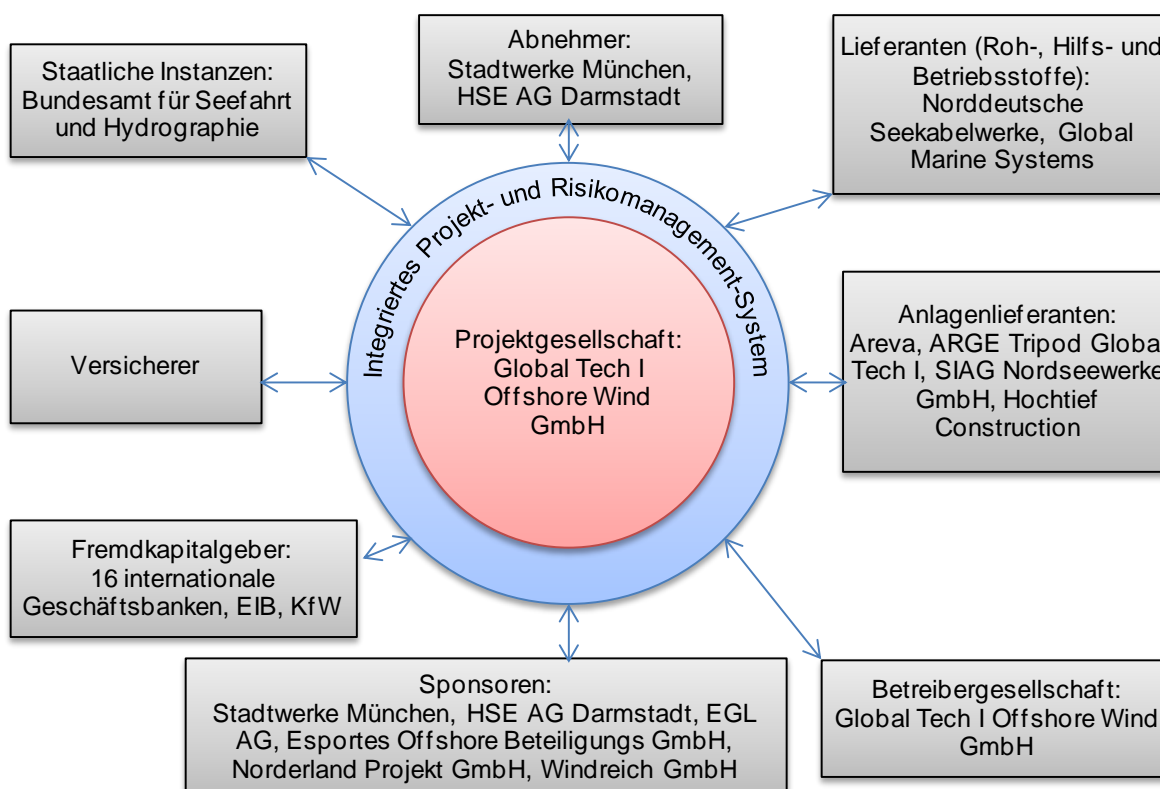 Staatliche Instanzen:
Bundesamt für Seefahrt
und Hydrographie
Abnehmer:
Stadtwerke München,
HSE AG Darmstadt
Lieferanten (Roh-, Hilfs- und
Betriebsstoffe):
Norddeutsche
Seekabelwerke, Global
Marine Systems
Integriertes Projekt- und Risikomanagement-System
Projektgesellschaft:
Global Tech I
Offshore Wind
GmbH
Versicherer
Anlagenlieferanten:
Areva, ARGE Tripod Global
Tech I, SIAG Nordseewerke
GmbH, Hochtief
Construction
Fremdkapitalgeber:
16 internationale
Geschäftsbanken, EIB, KfW
Sponsoren:
Stadtwerke München, HSE AG Darmstadt, EGL
AG, Esportes Offshore Beteiligungs GmbH,
Norderland Projekt GmbH, Windreich GmbH
Betreibergesellschaft:
Global Tech I Offshore Wind
GmbH